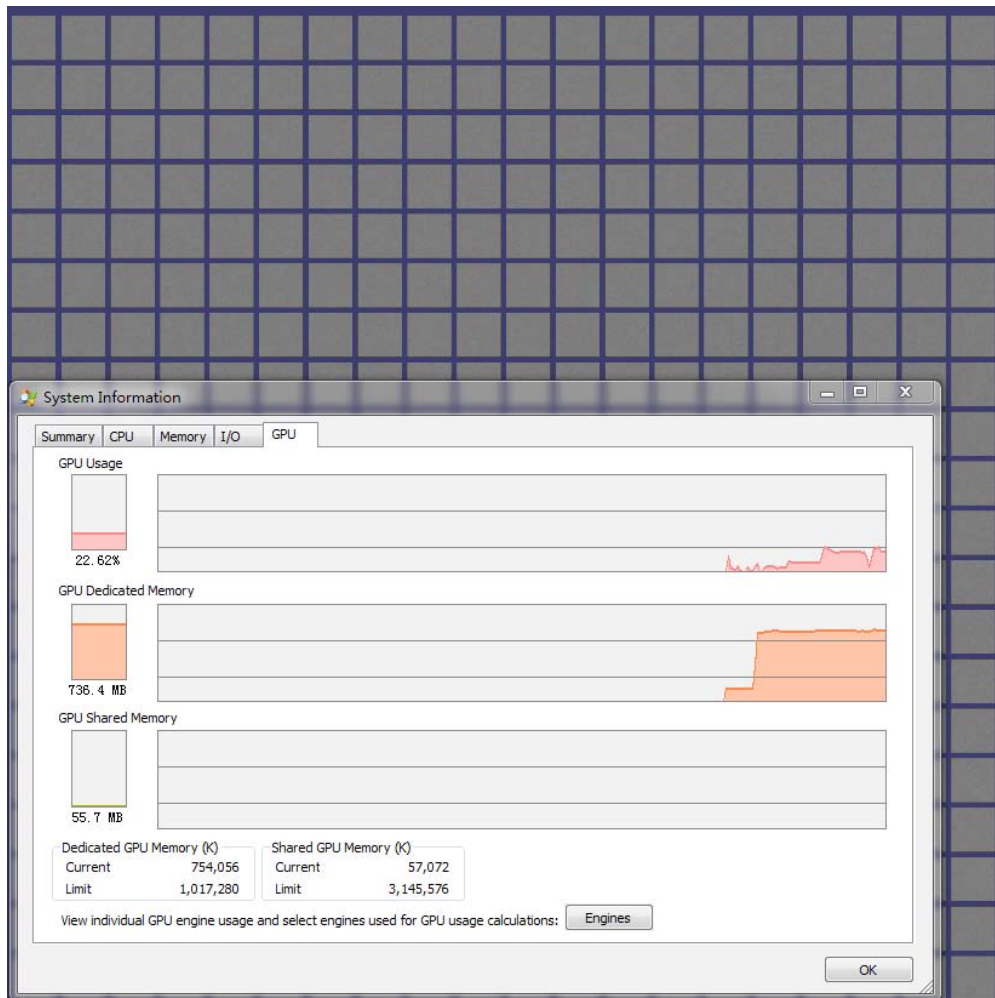 System Information
Summary CPU Memory I/O GPU
GPU Usage
22.62%
GPU Dedicated Memory
736.4 MB
GPU Shared Memory
55.7 MB
Dedicated GPU Memory (K) Shared GPU Memory (K)
Current 754,056 Current 57,072
Limit 1,017,280 Limit 3,145,576
View individual GPU engine usage and select engines used for GPU usage calculations: Engines
OK